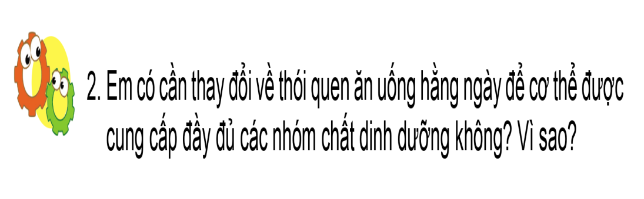 2. Em có cần thay đổi về thói quen ăn uống hằng ngày để cơ thể được
cung cấp đầy đủ các nhóm chất dinh dưỡng không? Vì sao?